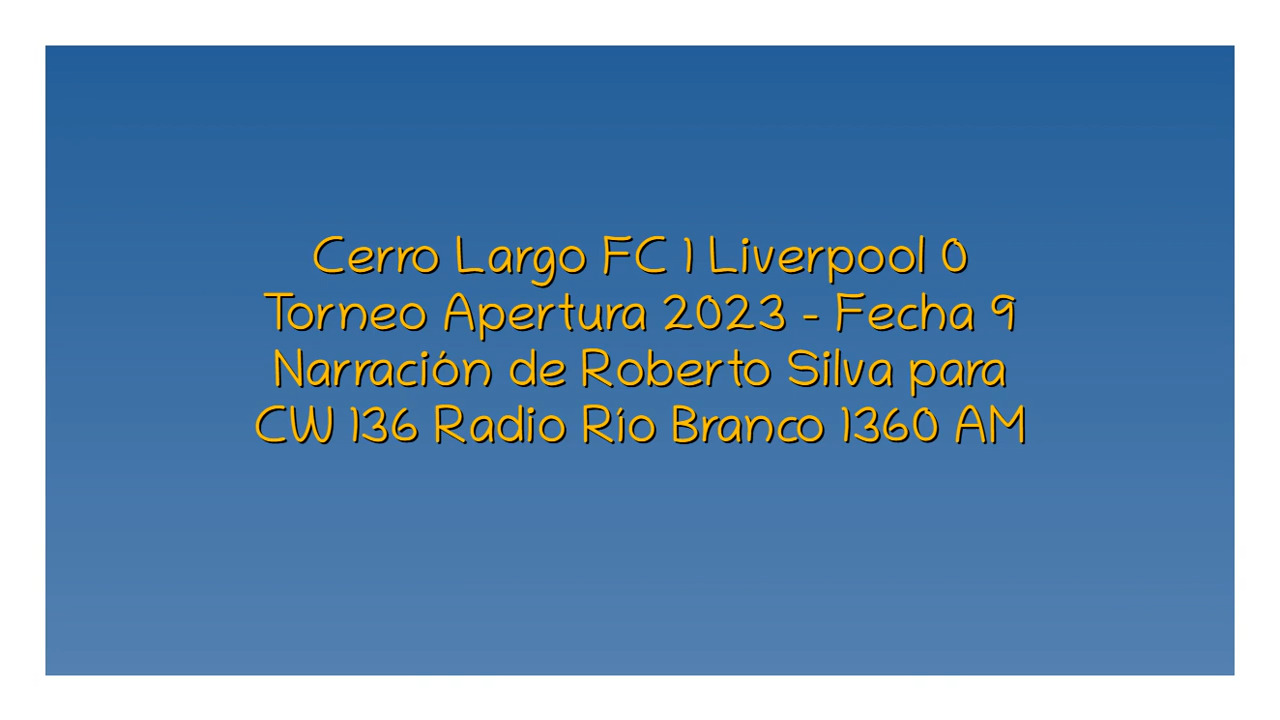 Cerro Largo FC 1 Liverpool 0
Torneo Apertura 2023 - Fecha 9
Narración de Roberto Silva para
CW 136 Radio Río Branco 1360 AM